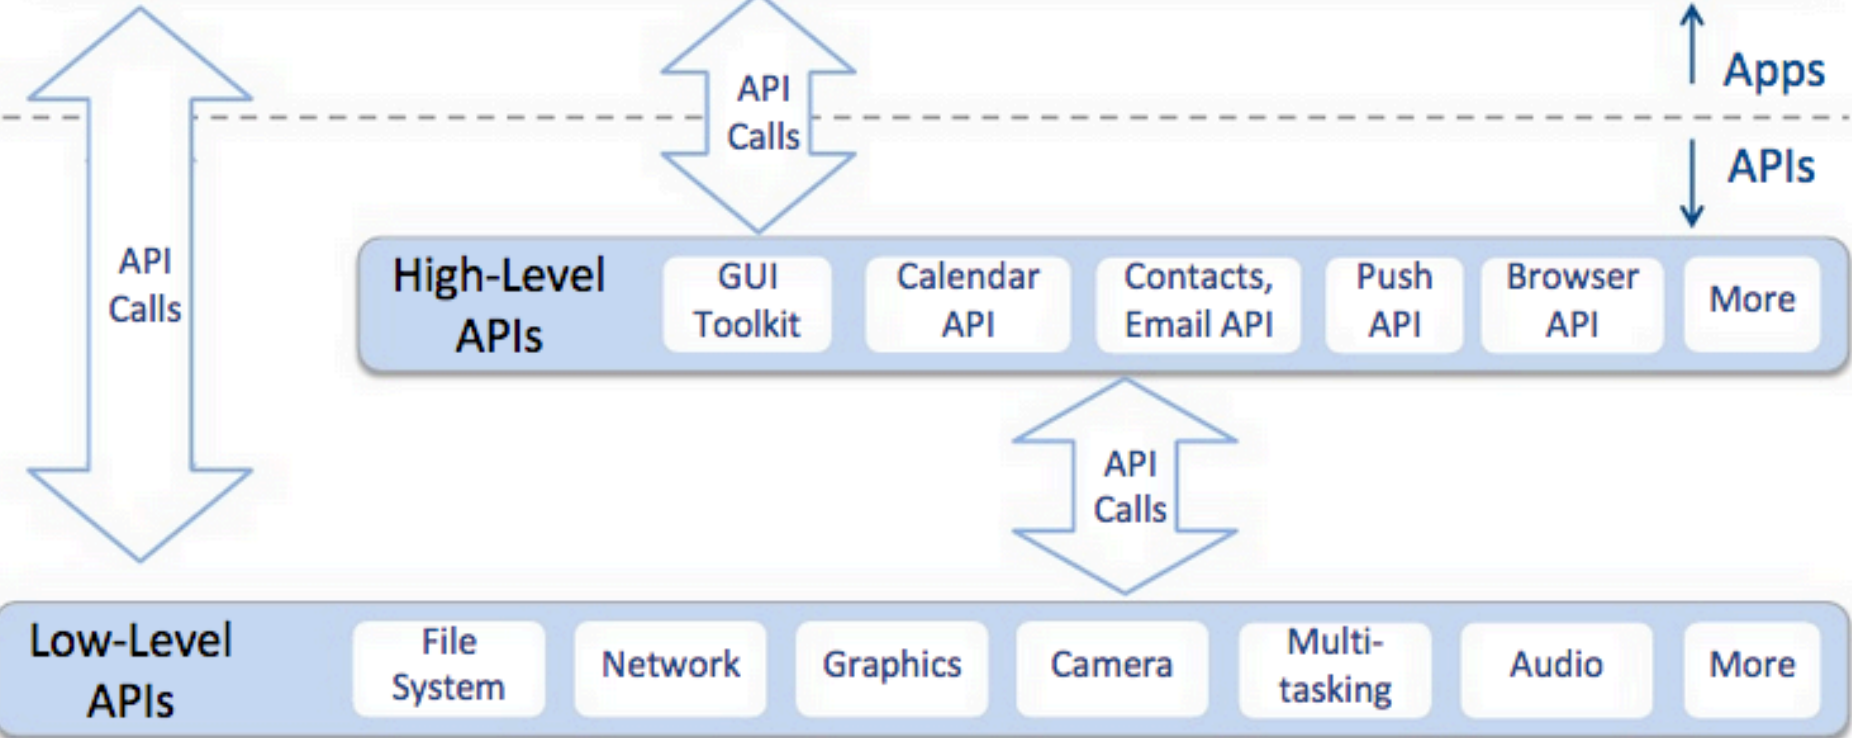 API
Calls
Apps
APIs
API
Calls
High-Level
APIs
GUI
Toolkit
Calendar
API
Contacts,
Email API
Push
API
Browser
API
More
API
Calls
Low-Level
APIs
File
System
Network
Graphics
Camera
Multi-
tasking
Audio
More